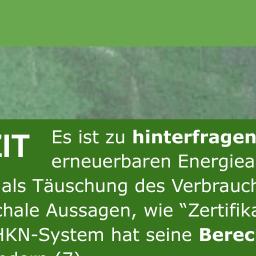 EIT
Es ist zu hinterfragen
erneuerbaren Energiea
als Täuschung des Verbrauch
chale Aussagen, wie “Zertifika
HKN-System hat seine Berec